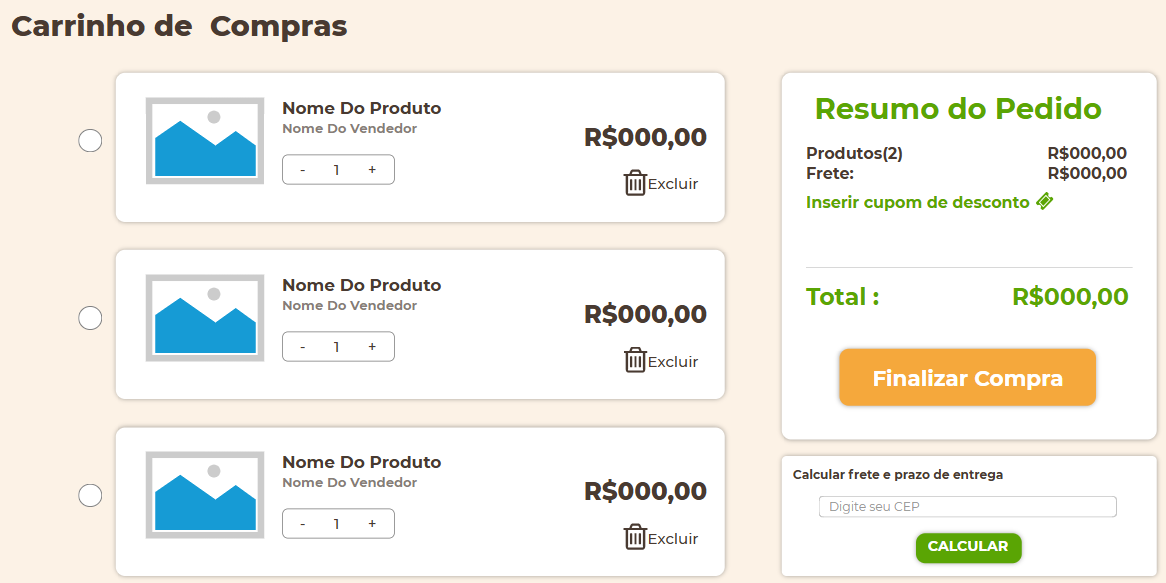 Carrinho de Compras
Nome Do Produto
Nome Do Vendedor
R$000,00
- 1 +
Excluir
Nome Do Produto
Nome Do Vendedor
R$000,00
- 1 +
Excluir
Nome Do Produto
Nome Do Vendedor
R$000,00
- 1 +
Excluir
Resumo do Pedido
Produtos(2) R$000,00
Frete: R$000,00
Inserir cupom de desconto
Total : R$000,00
Finalizar Compra
Calcular frete e prazo de entrega
Digite seu CEP
CALCULAR